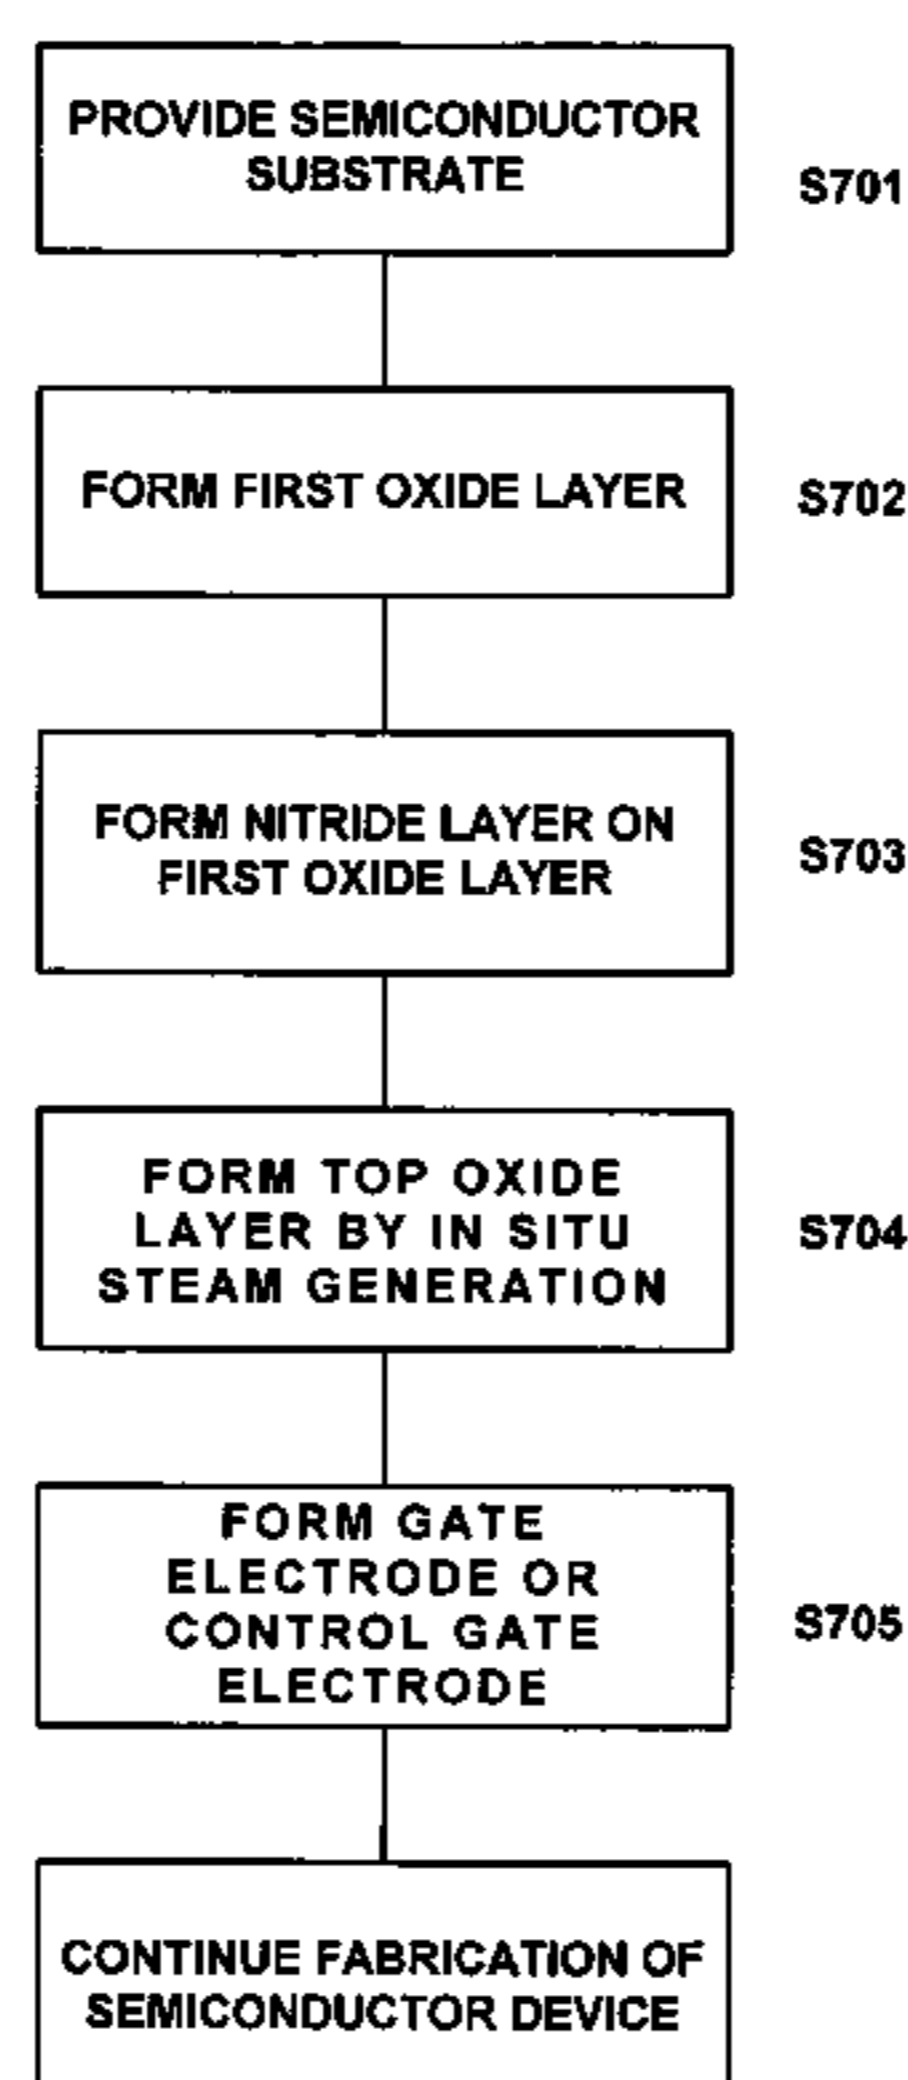 PROVIDE SEMICONDUCTOR
SUBSTRATE
S701
FORM FIRST OXIDE LAYER
S702
FORM NITRIDE LAYER ON
FIRST OXIDE LAYER
S703
FORM TOP OXIDE
LAYER BY IN SITU
STEAM GENERATION
S704
FORM GATE
ELECTRODE OR
CONTROL GATE
ELECTRODE
S705
CONTINUE FABRICATION OF
SEMICONDUCTOR DEVICE